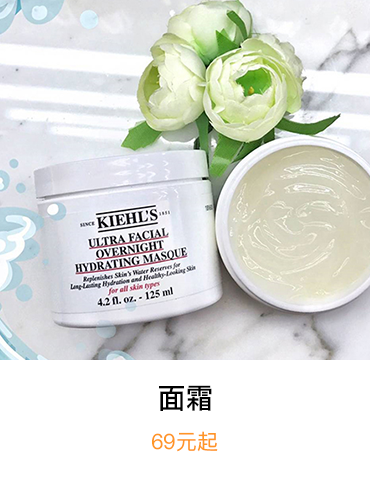 SINCE KIEHL'S 1851
ULTRA FACIAL
OVERNIGHT
HYDRATING MASQUE
Replenishes Skin's Water Reserves for
Long-Lasting Hydration and Healthy-Looking Skin
for all skin types
4.2 fl. oz. - 125 ml
面霜
69元起